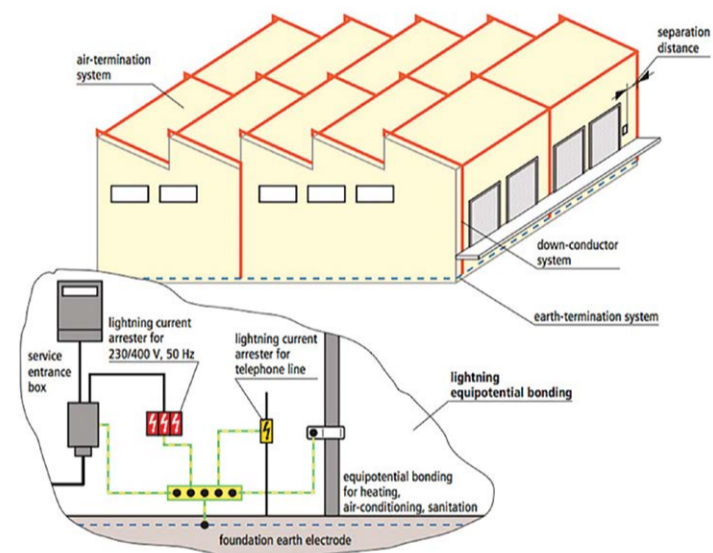 air-termination
system
separation
distance
down-conductor
system
earth-termination system
lightning current
arrester for
230/400 V, 50 Hz
lightning current
arrester for
telephone line
service
entrance
box
lightning
equipotential bonding
equipotential bonding
for heating,
air-conditioning, sanitation
foundation earth electrode